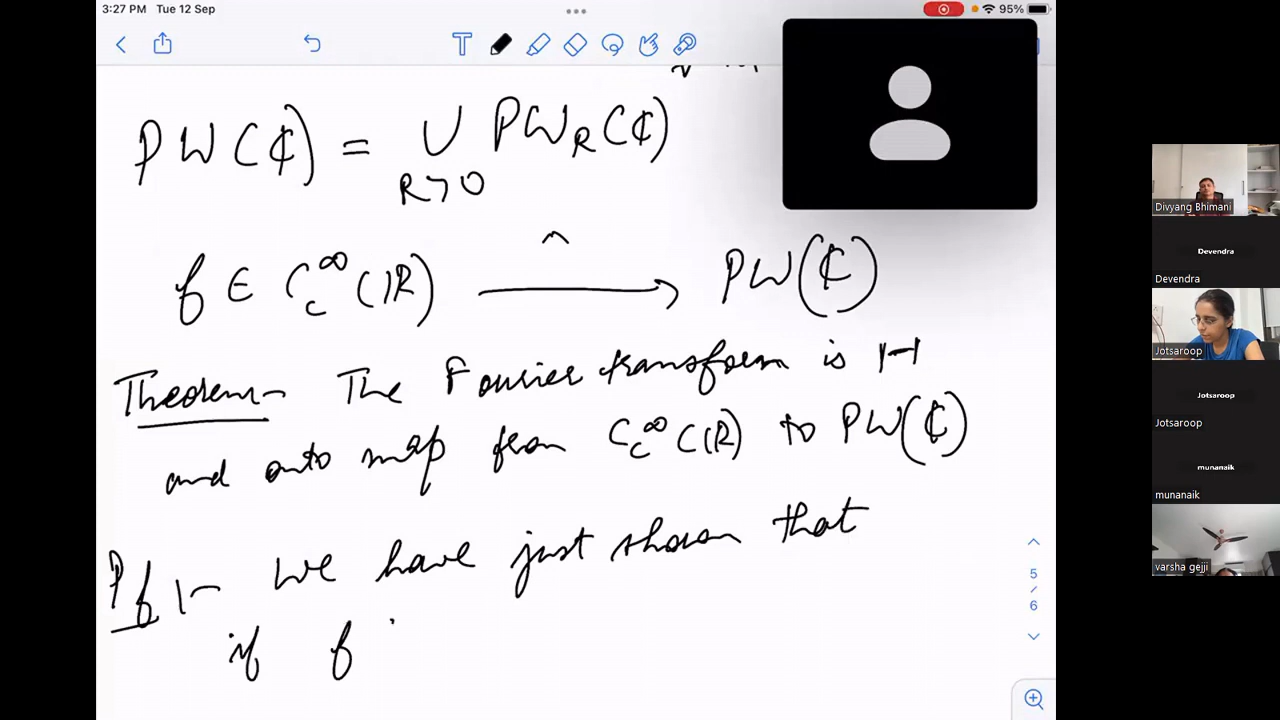 3:27 PM Tue 12 Sep
95%
PW(ℂ) = ∪ PW_R(ℂ)
R>0
f ∈ C_c^∞(ℝ) ⟶^ PW(ℂ)
Theorem- The Fourier transform is 1-1
and onto map from C_c^∞(ℝ) to PW(ℂ)
Pf :- We have just shown that
if f
5
/
6
Divyang Bhimani
Devendra
Devendra
Jotsaroop
Jotsaroop
Jotsaroop
munanaik
munanaik
varsha gejji